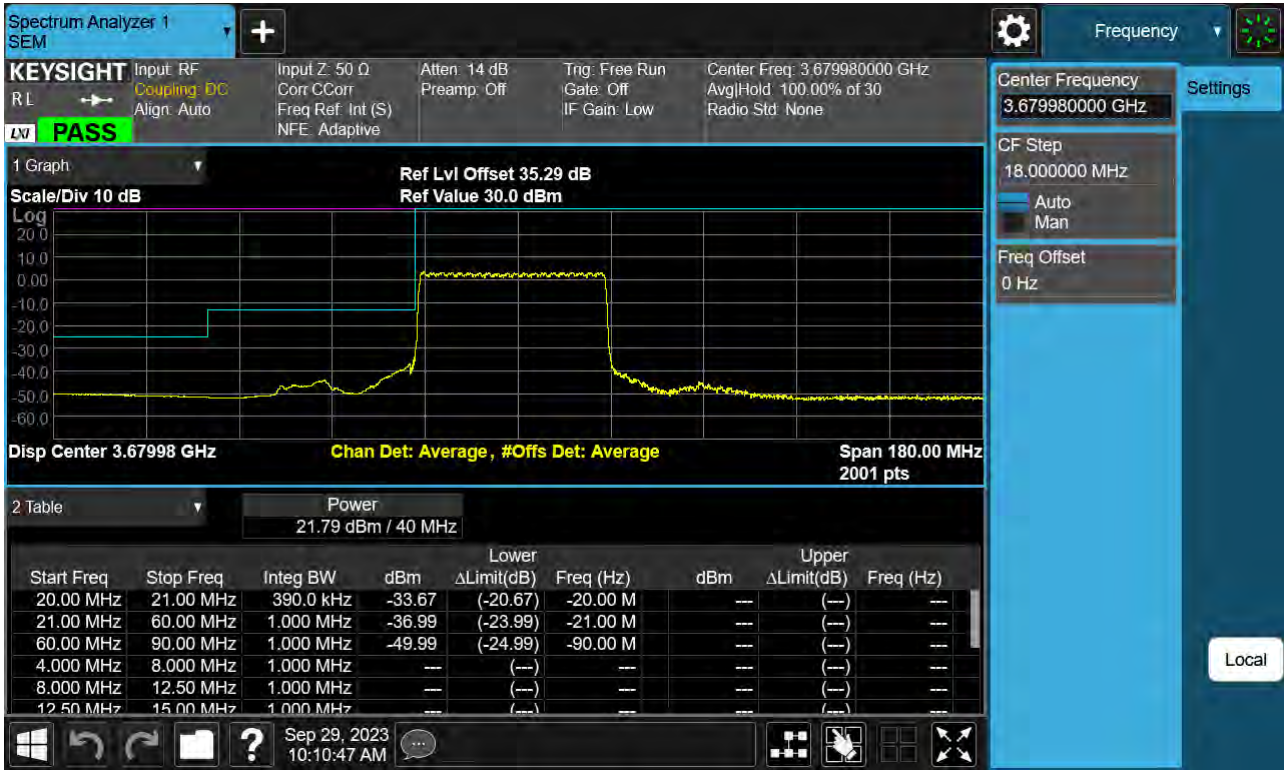 Spectrum Analyzer 1
SEM
+
Frequency
KEYSIGHT
RL
LXI
PASS
Input: RF
Coupling: DC
Align: Auto
Input Z: 50 Ω
Corr CCorr
Freq Ref: Int (S)
NFE: Adaptive
Atten: 14 dB
Preamp: Off
Trig: Free Run
Gate: Off
IF Gain: Low
Center Freq: 3.679980000 GHz
Avg|Hold: 100.00% of 30
Radio Std: None
Center Frequency
3.679980000 GHz
Settings
CF Step
18.000000 MHz
Auto
Man
Freq Offset
0 Hz
Local
1 Graph
Scale/Div 10 dB
Ref Lvl Offset 35.29 dB
Ref Value 30.0 dBm
Log
20.0
10.0
0.00
-10.0
-20.0
-30.0
-40.0
-50.0
-60.0
Disp Center 3.67998 GHz
Chan Det: Average, #Offs Det: Average
Span 180.00 MHz
2001 pts
2 Table
Power
21.79 dBm / 40 MHz
Lower Upper
Start Freq Stop Freq Integ BW dBm ΔLimit(dB) Freq (Hz) dBm ΔLimit(dB) Freq (Hz)
20.00 MHz 21.00 MHz 390.0 kHz -33.67 (-20.67) -20.00 M --- (---) ---
21.00 MHz 60.00 MHz 1.000 MHz -36.99 (-23.99) -21.00 M --- (---) ---
60.00 MHz 90.00 MHz 1.000 MHz -49.99 (-24.99) -90.00 M --- (---) ---
4.000 MHz 8.000 MHz 1.000 MHz --- (---) --- --- (---) ---
8.000 MHz 12.50 MHz 1.000 MHz --- (---) --- --- (---) ---
12.50 MHz 15.00 MHz 1.000 MHz --- (---) --- --- (---) ---
?
Sep 29, 2023
10:10:47 AM